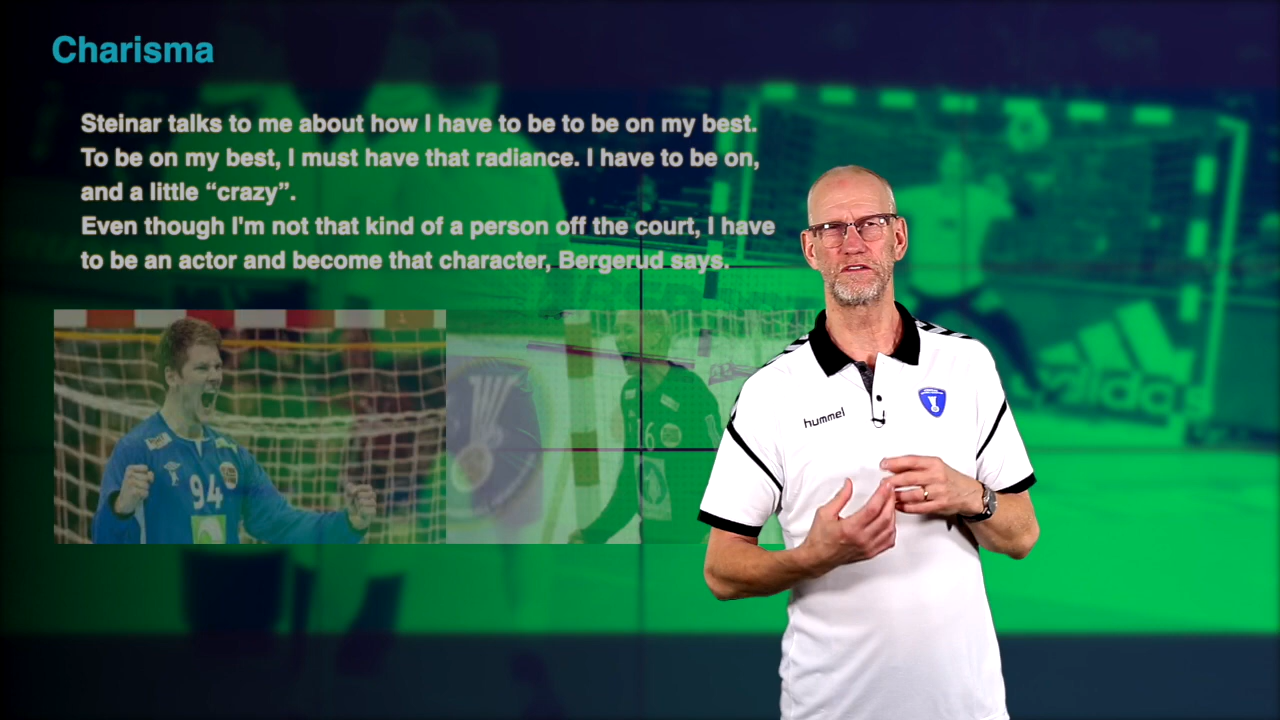 Charisma
Steinar talks to me about how I have to be to be on my best.
To be on my best, I must have that radiance. I have to be on,
and a little “crazy”.
Even though I'm not that kind of a person off the court, I have
to be an actor and become that character, Bergerud says.
94
6
hummel
adidas